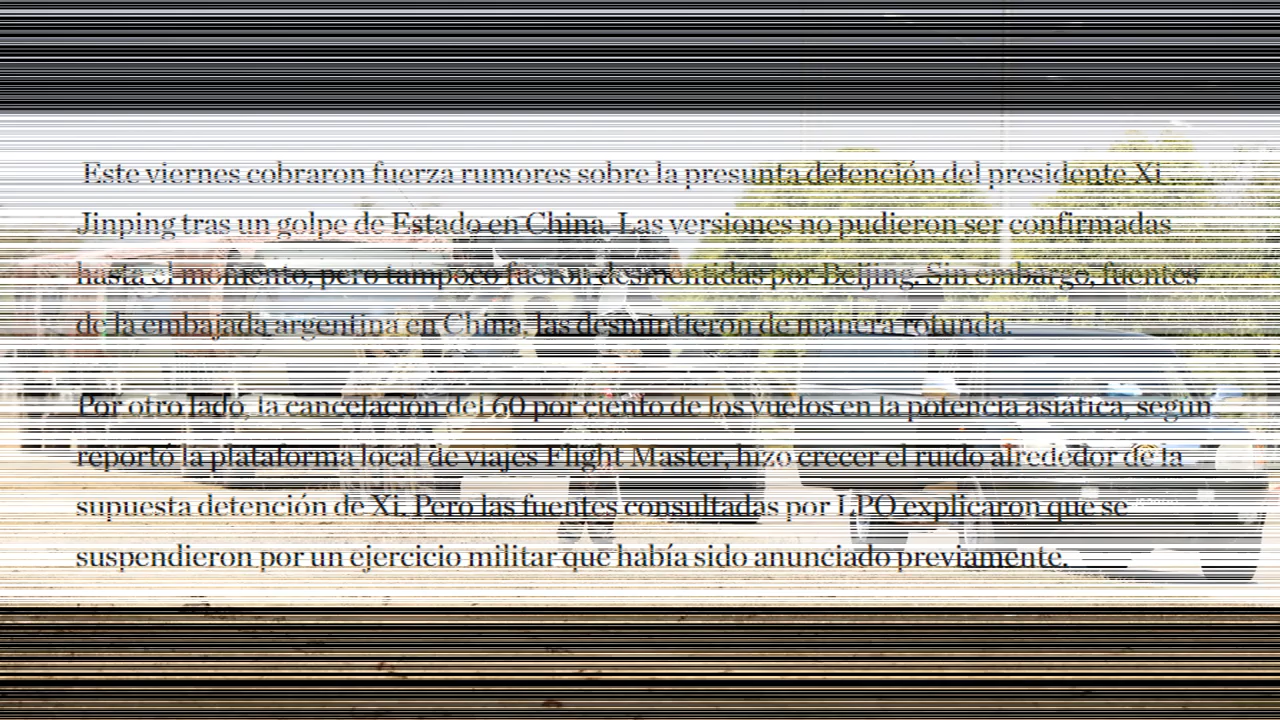 Este viernes cobraron fuerza rumores sobre la presunta detención del presidente Xi
Jinping tras un golpe de Estado en China. Las versiones no pudieron ser confirmadas
hasta el momento, pero tampoco fueron desmentidas por Beijing. Sin embargo, fuentes
de la embajada argentina en China, las desmintieron de manera rotunda.
Por otro lado, la cancelación del 60 por ciento de los vuelos en la potencia asiática, según
reportó la plataforma local de viajes Flight Master, hizo crecer el ruido alrededor de la
supuesta detención de Xi. Pero las fuentes consultadas por LPO explicaron que se
suspendieron por un ejercicio militar que había sido anunciado previamente.